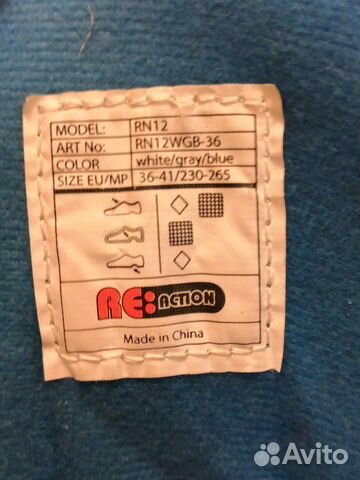 MODEL: RN12
ART No: RN12WGB-36
COLOR white/gray/blue
SIZE EU/MP 36-41/230-265
RE:ACTION
Made in China
Avito